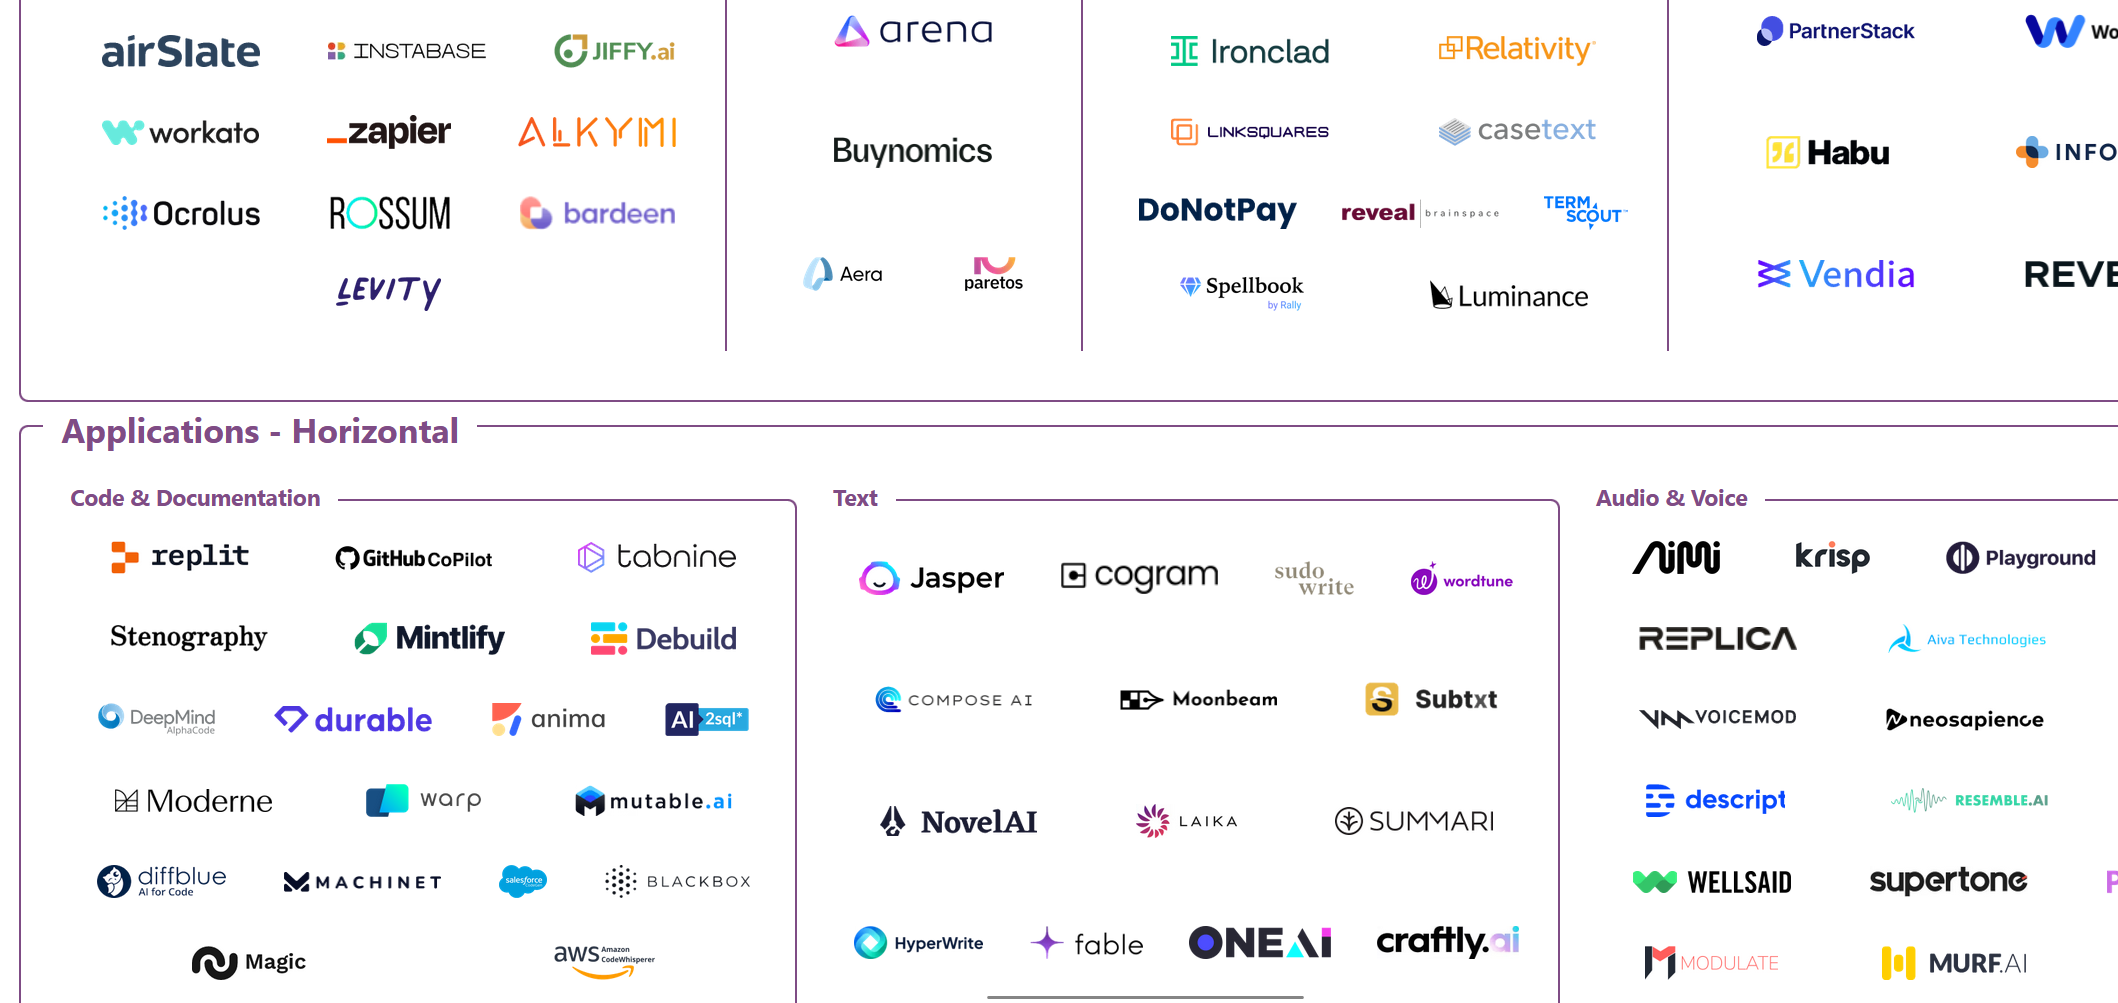 airSlate
INSTABASE
JIFFY.ai
workato
_zapier
ALKYMI
Ocrolus
ROSSUM
bardeen
LEVITY
arena
Buynomics
Aera
paretos
Ironclad
Relativity
LINKSQUARES
casetext
DoNotPay
reveal | brainspace
TERM
SCOUT™
Spellbook
by Rally
Luminance
PartnerStack
Wo
Habu
INFO
Vendia
REVE
Applications - Horizontal
Code & Documentation
replit
GitHub CoPilot
tabnine
Stenography
Mintlify
Debuild
DeepMind
AlphaCode
durable
anima
AI 2sql*
Moderne
warp
mutable.ai
diffblue
AI for Code
MACHINET
salesforce
BLACKBOX
Magic
aws Amazon
CodeWhisperer
Text
Jasper
cogram
sudo
write
wordtune
COMPOSE AI
Moonbeam
Subtxt
NovelAI
LAIKA
SUMMARI
HyperWrite
fable
ONEAI
craftly.ai
Audio & Voice
AIMI
krisp
Playground
REPLICA
Aiva Technologies
VOICEMOD
neosapience
descript
RESEMBLE.AI
WELLSAID
supertone
P
MODULATE
MURF.AI